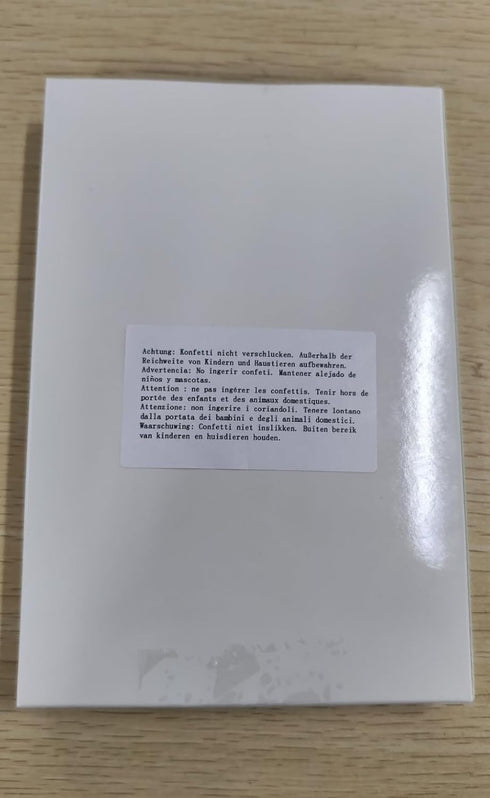 Achtung: Konfetti nicht verschlucken. Außerhalb der
Reichweite von Kindern und Haustieren aufbewahren.
Advertencia: No ingerir confeti. Mantener alejado de
niños y mascotas.
Attention : ne pas ingérer les confettis. Tenir hors de
portée des enfants et des animaux domestiques.
Attenzione: non ingerire i coriandoli. Tenere lontano
dalla portata dei bambini e degli animali domestici.
Waarschuwing: Confetti niet inslikken. Buiten bereik
van kinderen en huisdieren houden.